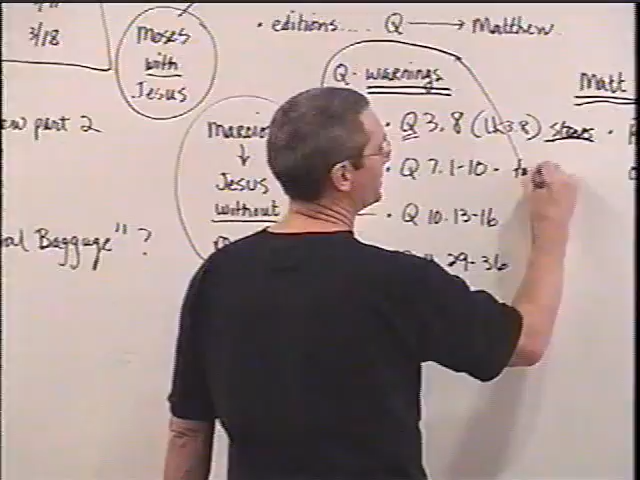 3/18
Moses
with
Jesus
• editions.... Q → Matthew
Q - warnings
Matt
part 2
• Q 3.8 (Lk 3.8) stones •
• Q 7.1-10 -
Jesus
without
Q 10.13-16
Baggage" ?
29-36